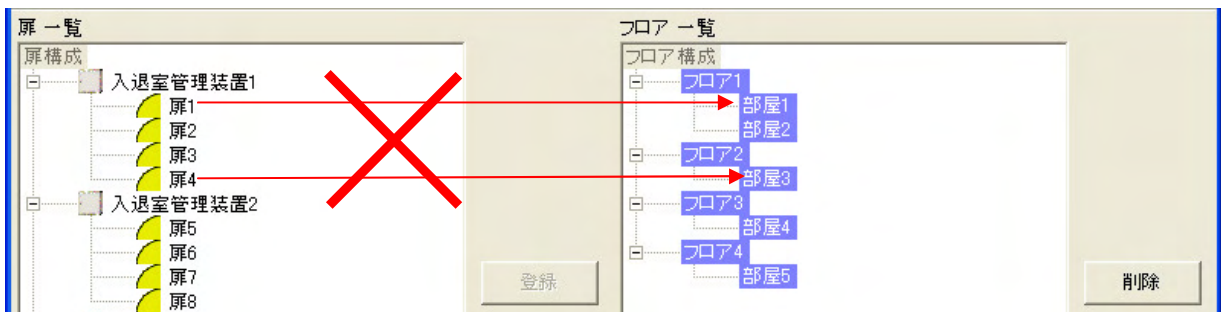 扉 一覧
扉構成
入退室管理装置1
扉1
扉2
扉3
扉4
入退室管理装置2
扉5
扉6
扉7
扉8
登録
フロア 一覧
フロア構成
フロア1
部屋1
部屋2
フロア2
部屋3
フロア3
部屋4
フロア4
部屋5
削除